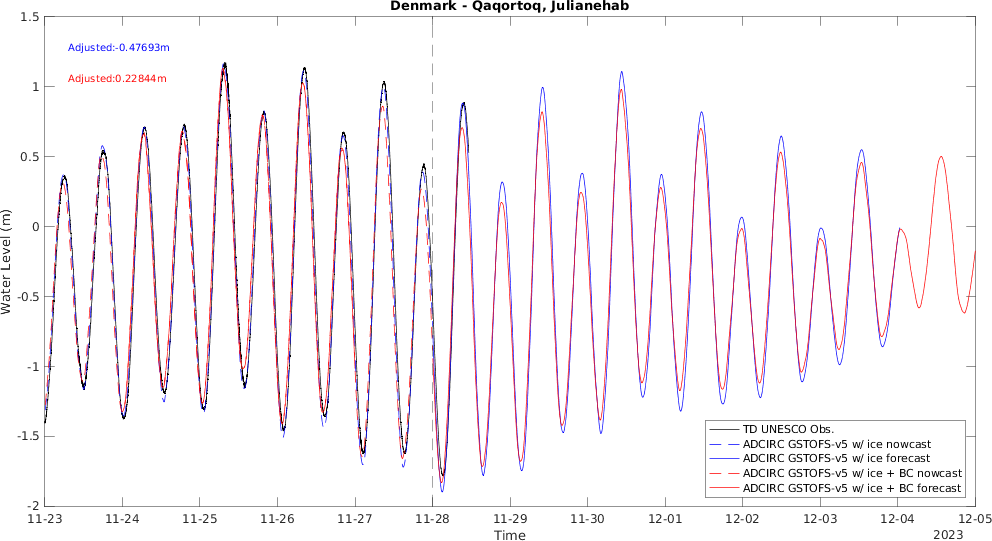 Denmark - Qaqortoq, Julianehab
Adjusted:-0.47693m
Adjusted:0.22844m
Water Level (m)
1.5
1
0.5
0
-0.5
-1
-1.5
-2
TD UNESCO Obs.
ADCIRC GSTOFS-v5 w/ ice nowcast
ADCIRC GSTOFS-v5 w/ ice forecast
ADCIRC GSTOFS-v5 w/ ice + BC nowcast
ADCIRC GSTOFS-v5 w/ ice + BC forecast
11-23 11-24 11-25 11-26 11-27 11-28 11-29 11-30 12-01 12-02 12-03 12-04 12-05
Time
2023